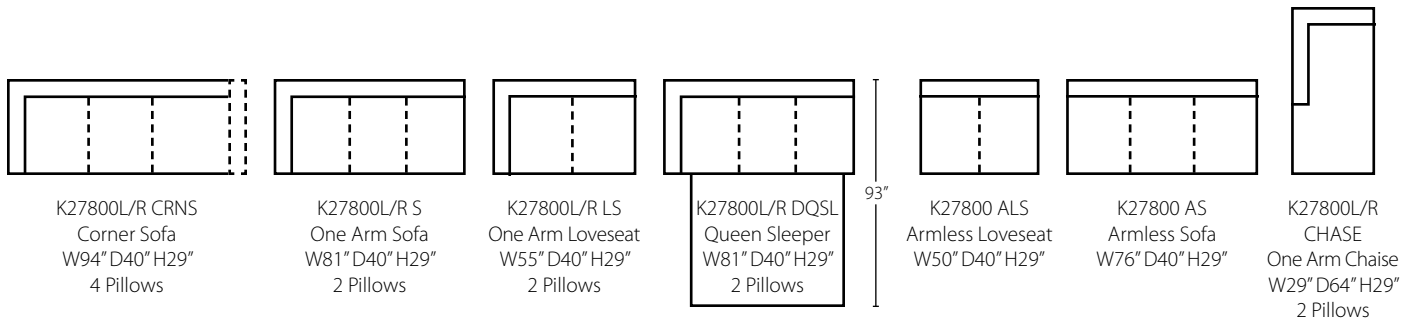 K27800L/R CRNS
Corner Sofa
W94” D40” H29”
4 Pillows
K27800L/R S
One Arm Sofa
W81” D40” H29”
2 Pillows
K27800L/R LS
One Arm Loveseat
W55” D40” H29”
2 Pillows
K27800L/R DQSL
Queen Sleeper
W81” D40” H29”
2 Pillows
93”
K27800 ALS
Armless Loveseat
W50” D40” H29”
K27800 AS
Armless Sofa
W76” D40” H29”
K27800L/R
CHASE
One Arm Chaise
W29” D64” H29”
2 Pillows